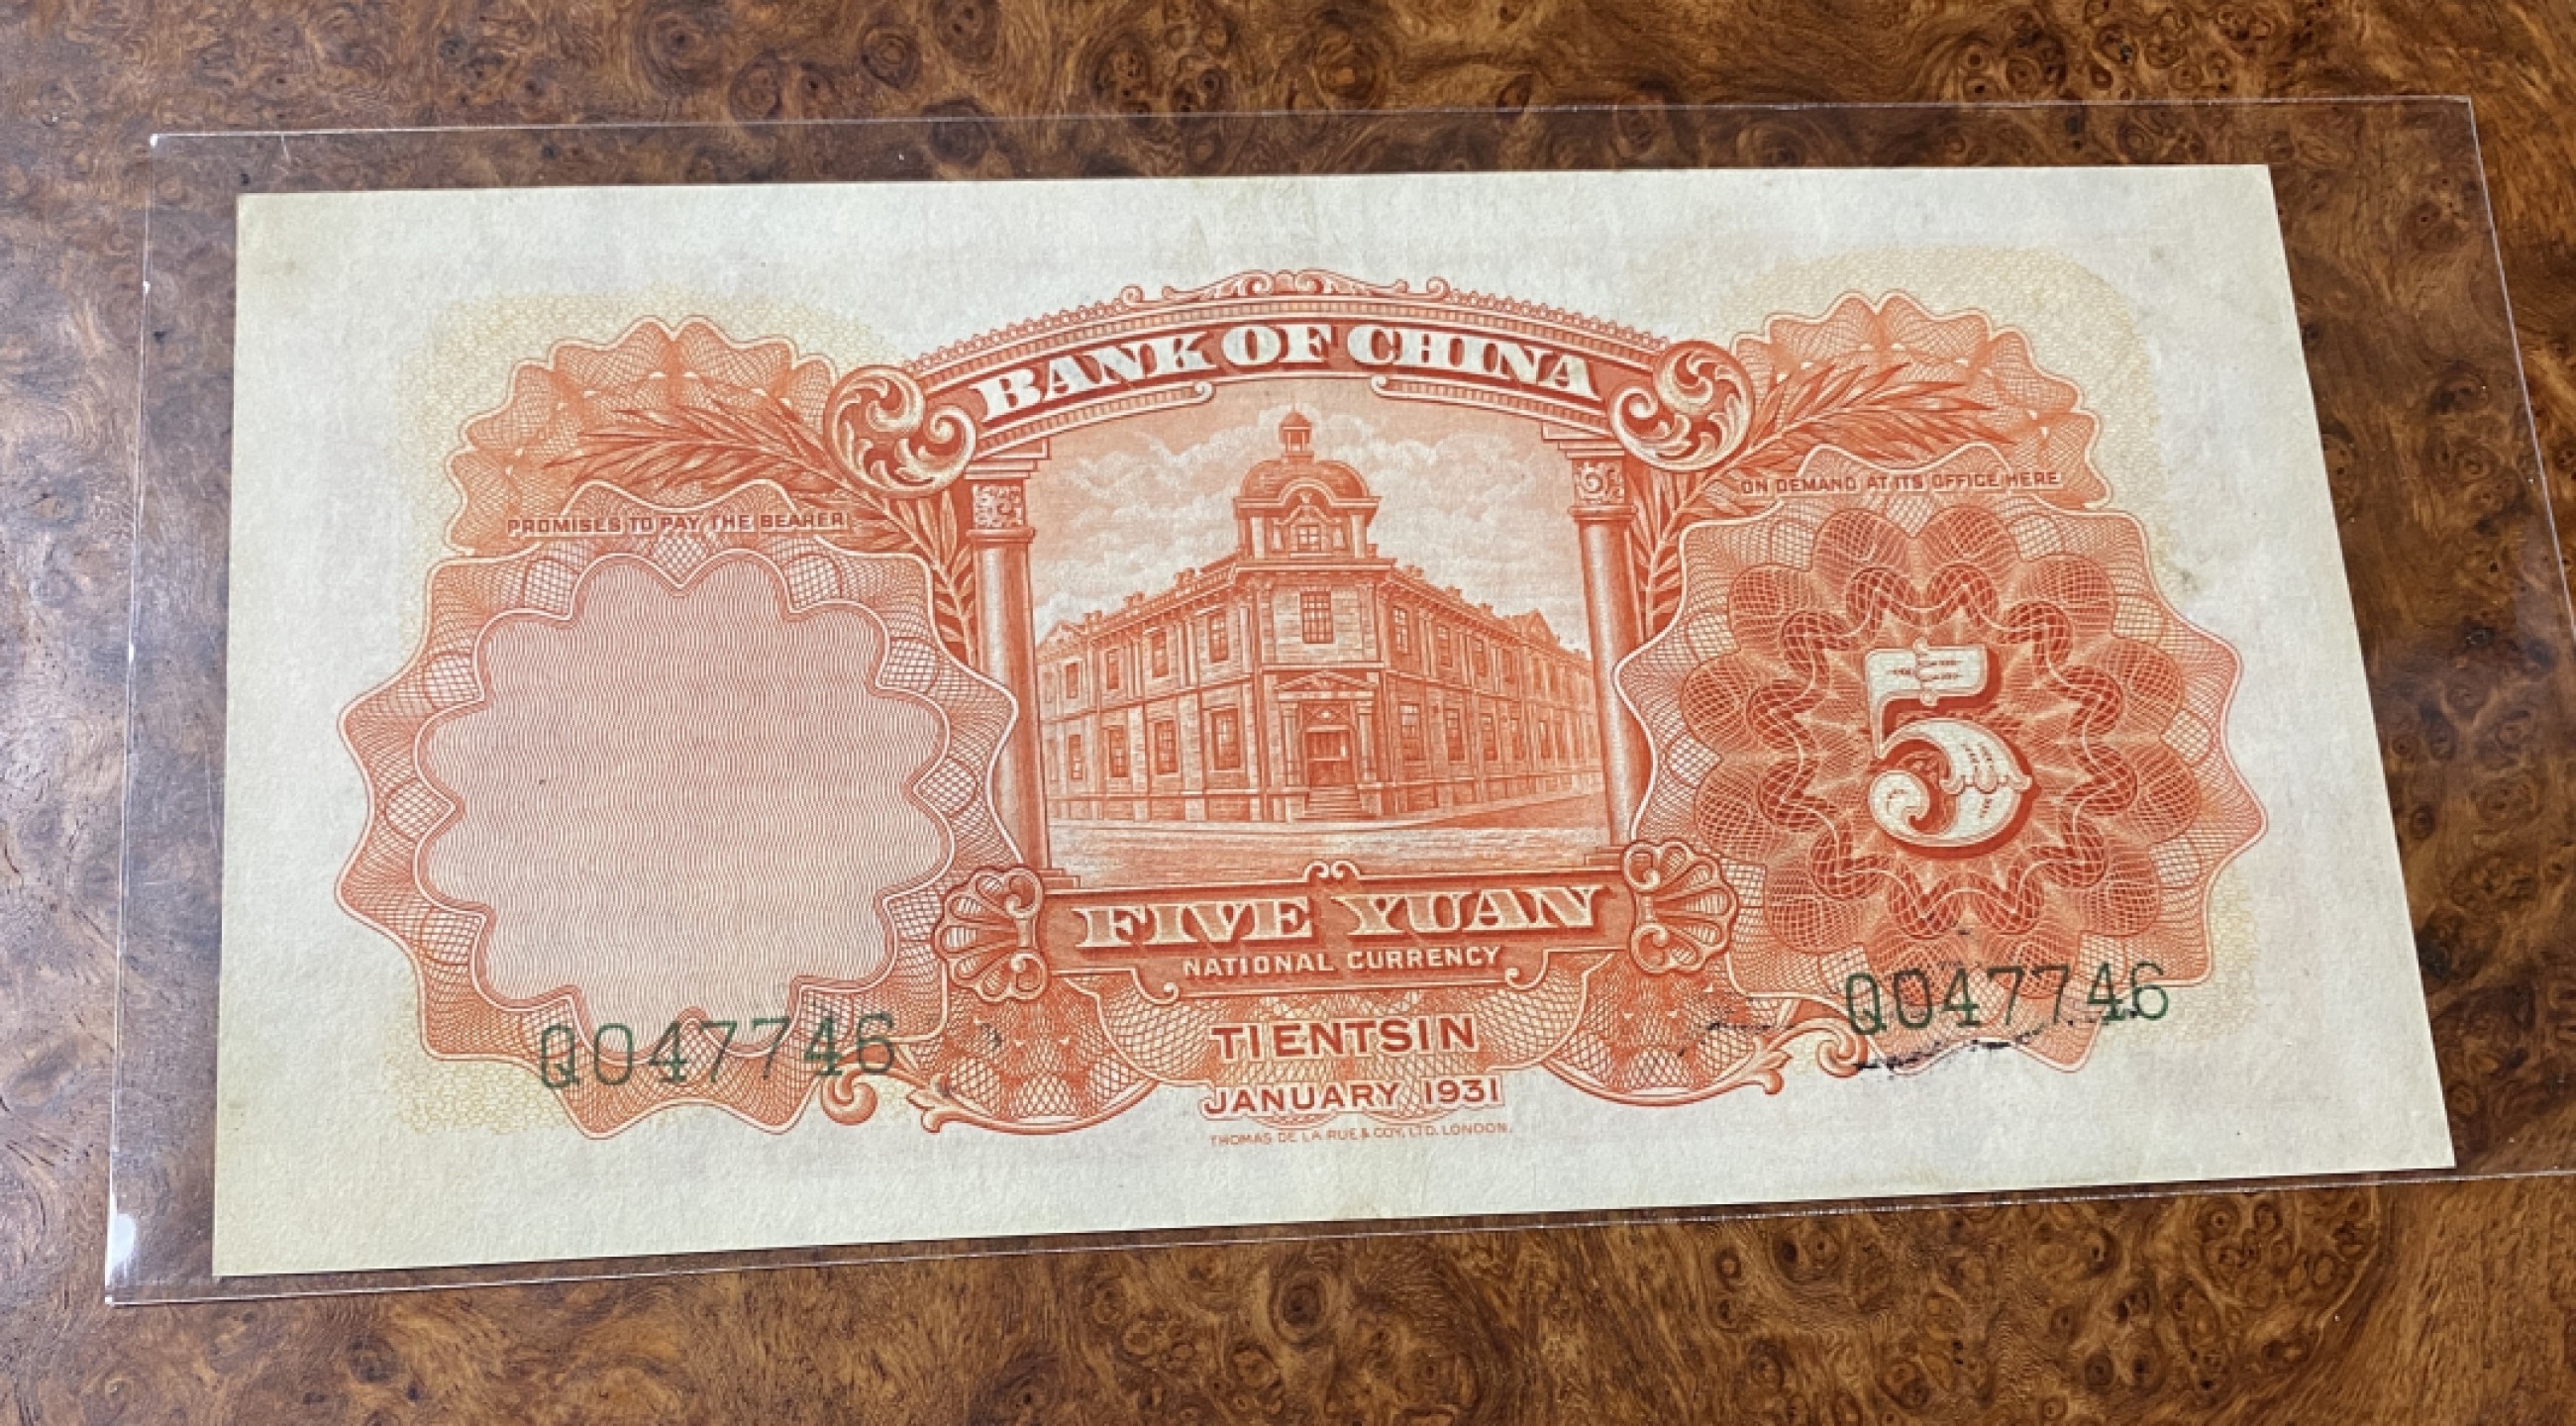 BANK OF CHINA
PROMISES TO PAY THE BEARER
ON DEMAND AT ITS OFFICE HERE
5
FIVE YUAN
NATIONAL CURRENCY
Q047746
Q047746
TIENTSIN
JANUARY 1931
THOMAS DE LA RUE & COY, LTD. LONDON.